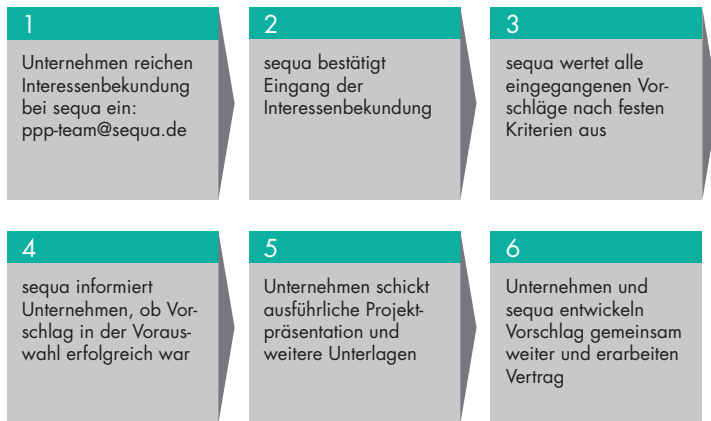 1
Unternehmen reichen
Interessenbekundung
bei sequa ein:
ppp-team@sequa.de
2
sequa bestätigt
Eingang der
Interessenbekundung
3
sequa wertet alle
eingegangenen Vor-
schläge nach festen
Kriterien aus
4
sequa informiert
Unternehmen, ob Vor-
schlag in der Voraus-
wahl erfolgreich war
5
Unternehmen schickt
ausführliche Projekt-
präsentation und
weitere Unterlagen
6
Unternehmen und
sequa entwickeln
Vorschlag gemeinsam
weiter und erarbeiten
Vertrag